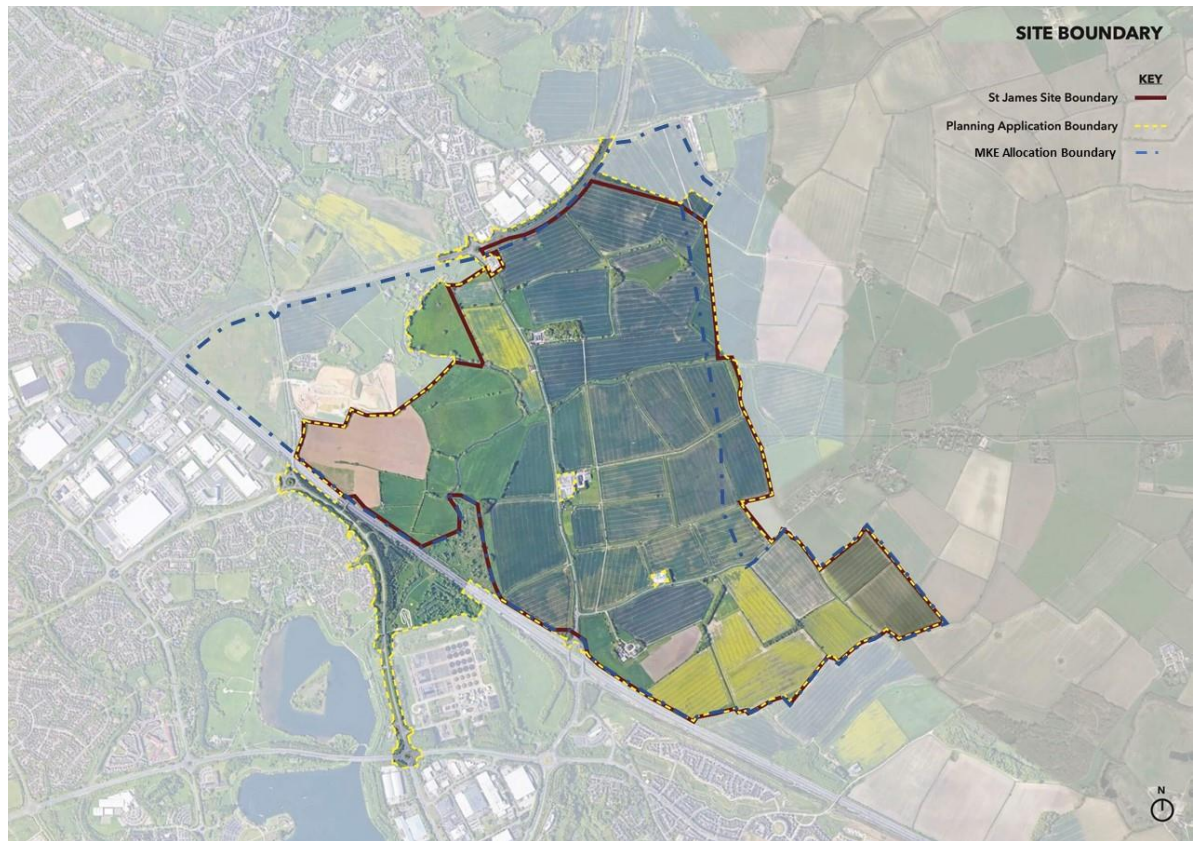 SITE BOUNDARY
KEY
St James Site Boundary
Planning Application Boundary
MKE Allocation Boundary
N